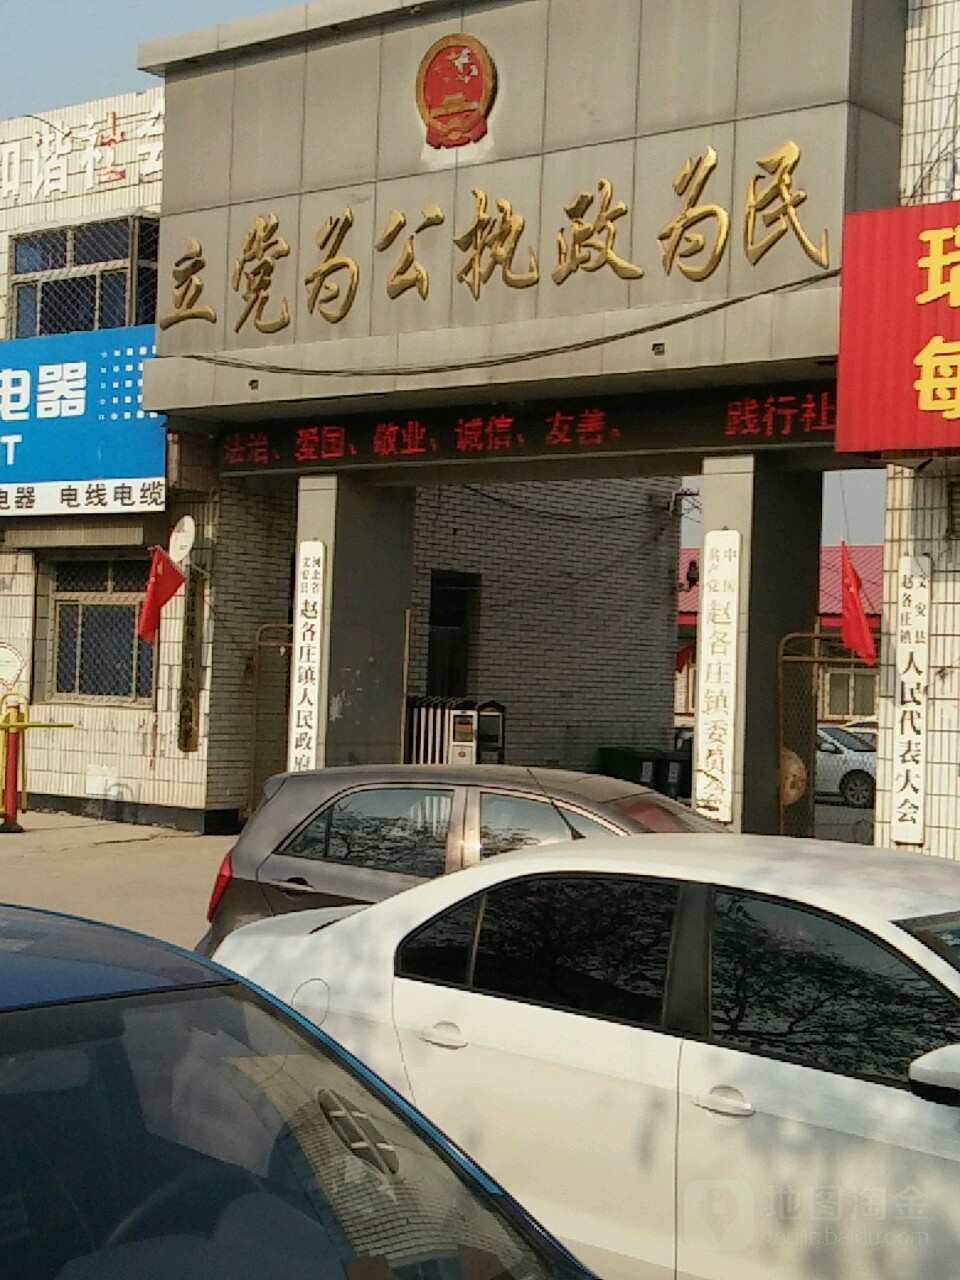 和谐社会
立党为公执政为民
瑞
每
电器
T
电器 电线电缆
法治、爱国、敬业、诚信、友善、 践行社
河北省
文安县
赵各庄镇人民政府
中国
共产党
赵各庄镇委员会
文安县
赵各庄镇
人民代表大会
地图淘金
taojin.baidu.com